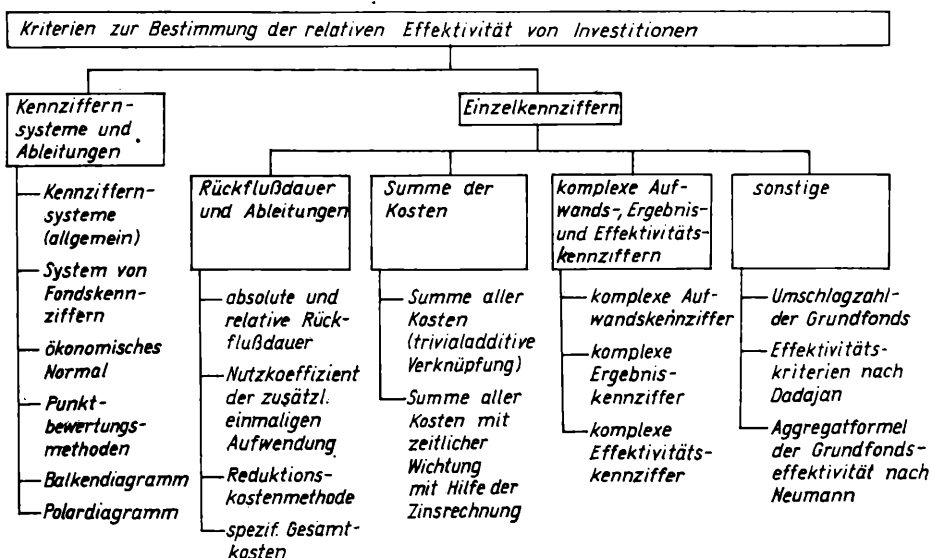 Kriterien zur Bestimmung der relativen Effektivität von Investitionen
Kennziffern-
systeme und
Ableitungen
Kennziffern-
systeme
(allgemein)
System von
Fondskenn-
ziffern
ökonomisches
Normal
Punkt-
bewertungs-
methoden
Balkendiagramm
Polardiagramm
Einzelkennziffern
Rückflußdauer
und Ableitungen
absolute und
relative Rück-
flußdauer
Nutzkoeffizient
der zusätzl.
einmaligen
Aufwendung
Reduktions-
kostenmethode
spezif. Gesamt-
kosten
Summe der
Kosten
Summe aller
Kosten
(trivialadditive
Verknüpfung)
Summe aller
Kosten mit
zeitlicher
Wichtung
mit Hilfe der
Zinsrechnung
komplexe Auf-
wands-, Ergebnis-
und Effektivitäts-
kennziffern
komplexe Auf-
wandskennziffer
komplexe
Ergebnis-
kennziffer
komplexe
Effektivitäts-
kennziffer
sonstige
Umschlagzahl
der Grundfonds
Effektivitäts-
kriterien nach
Dadajan
Aggregatformel
der Grundfonds-
effektivität nach
Neumann